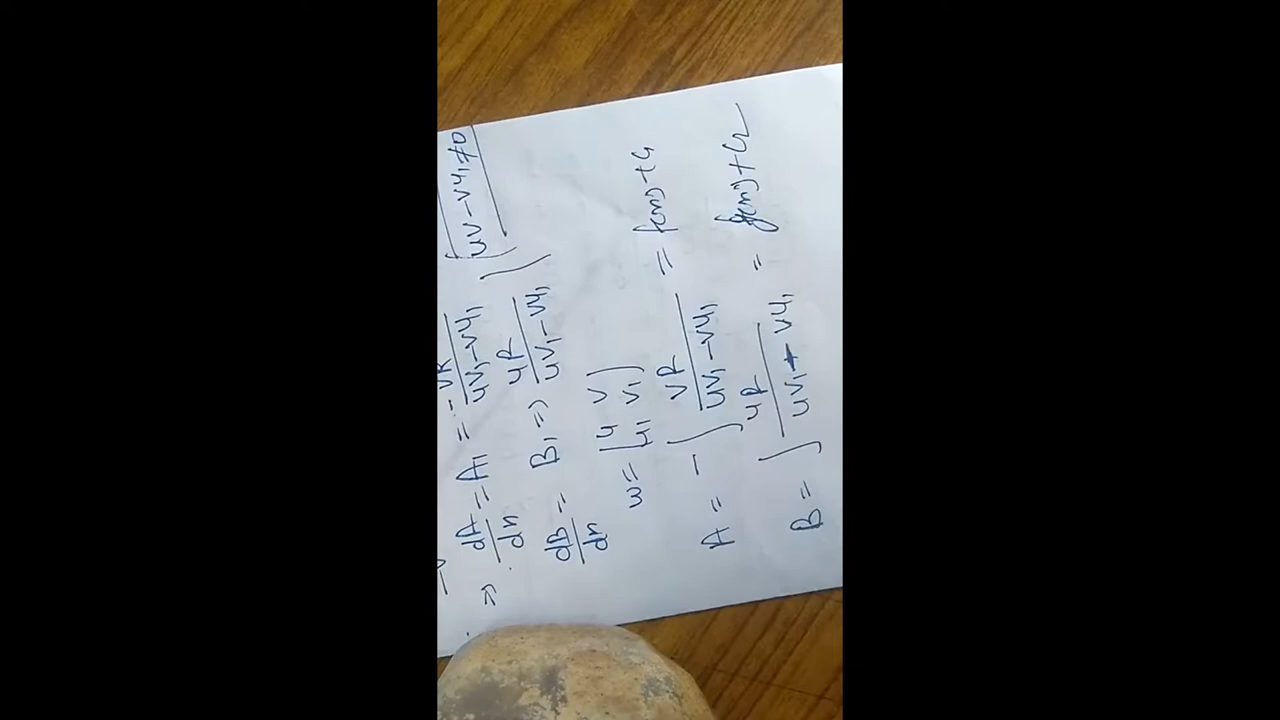 -V
⇒ dA/dx = A₁ = -VR/(uv₁-vu₁) } uv-vu₁≠0
dB/dx = B₁ ⇒ uR/(uv₁-vu₁)
w = (u v
u₁ v₁)
A = -∫ VR/(uv₁-vu₁) = f(x)+C₁
B = ∫ uR/(uv₁-vu₁) = g(x)+C₂